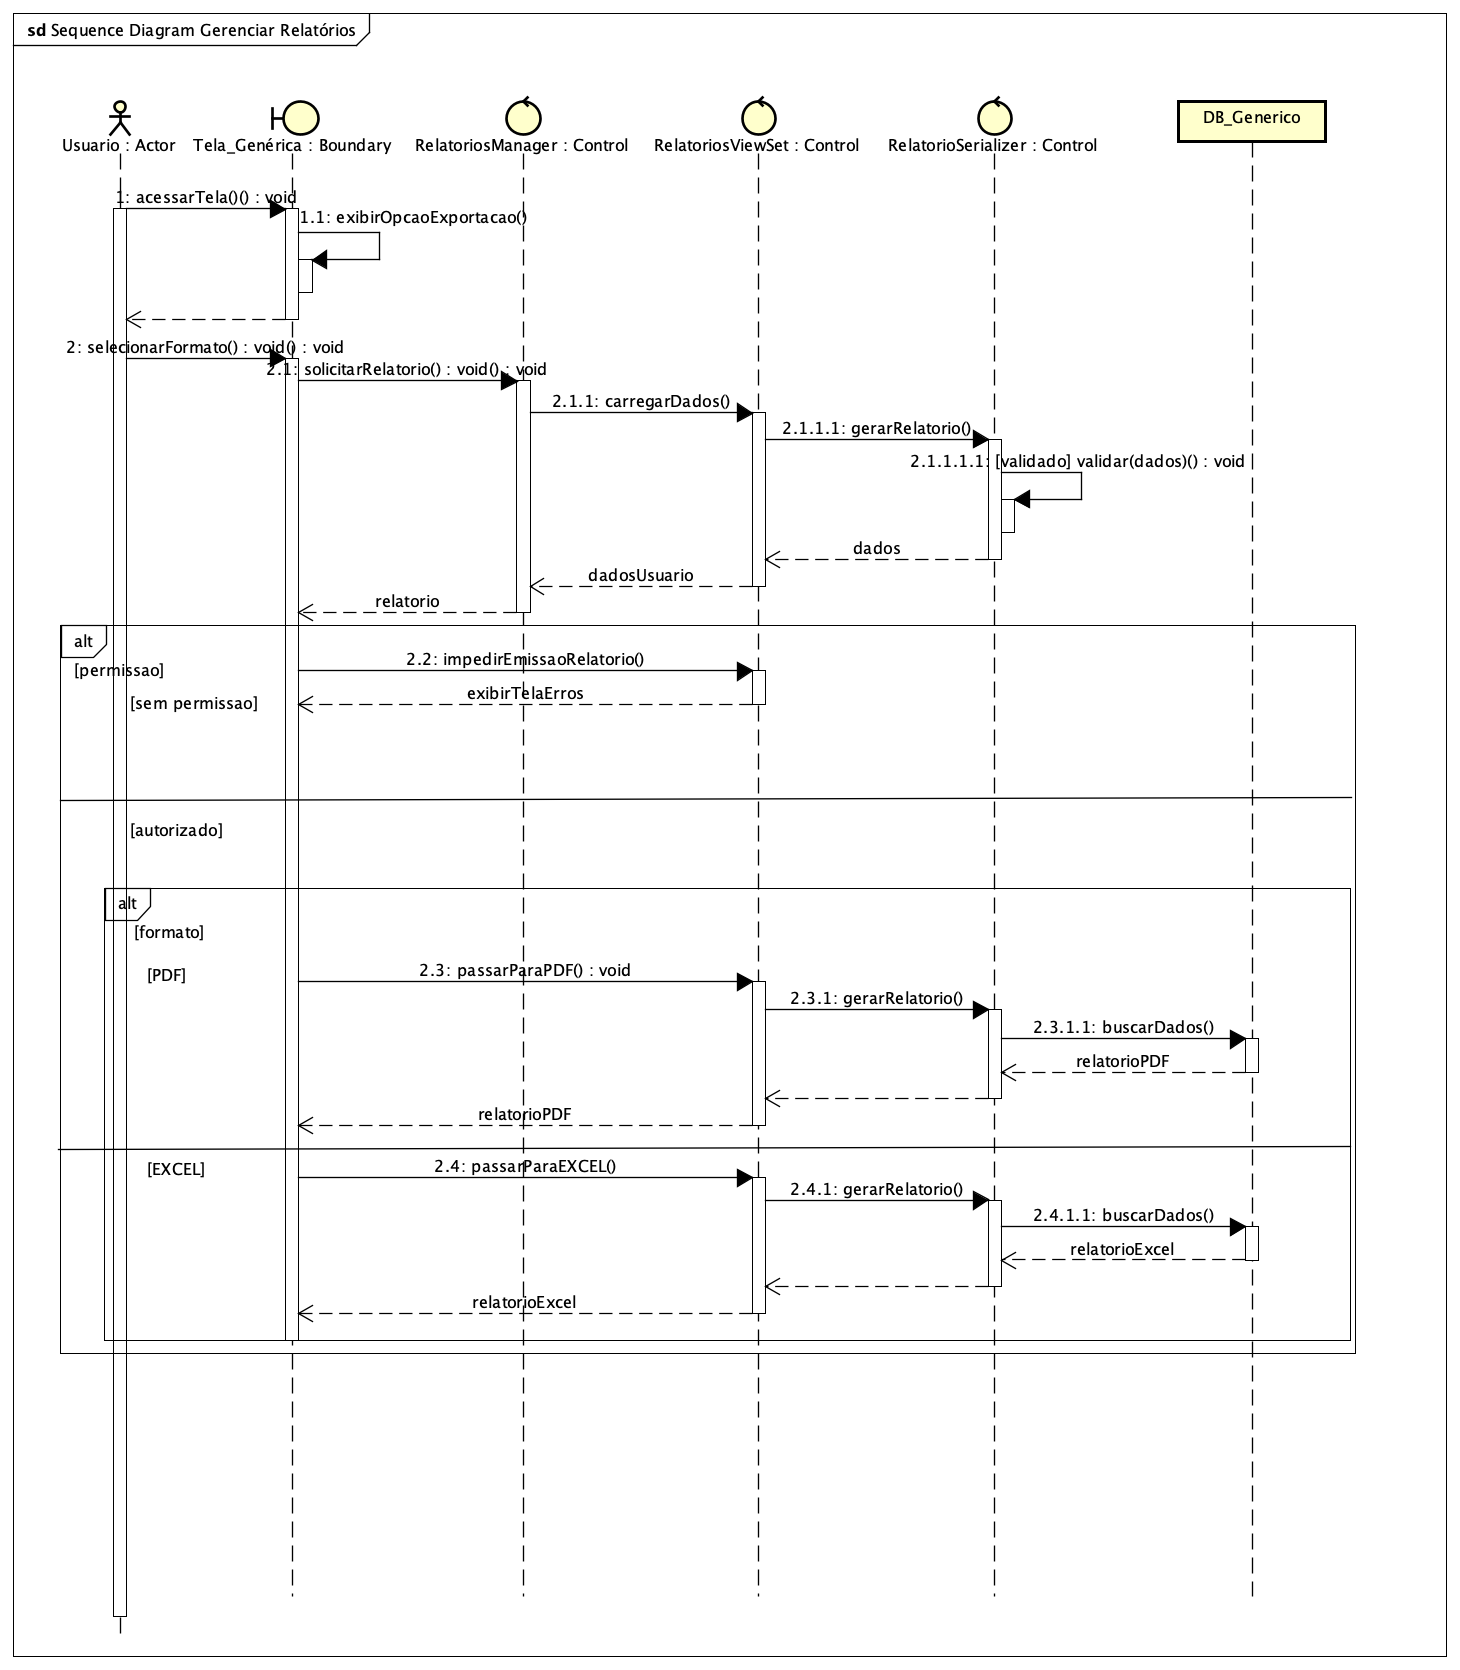 sd Sequence Diagram Gerenciar Relatórios
Usuario : Actor
Tela_Genérica : Boundary
RelatoriosManager : Control
RelatoriosViewSet : Control
RelatorioSerializer : Control
DB_Generico
1: acessarTela()() : void
1.1: exibirOpcaoExportacao()
2: selecionarFormato() : void() : void
2.1: solicitarRelatorio() : void() : void
2.1.1: carregarDados()
2.1.1.1: gerarRelatorio()
2.1.1.1.1: [validado] validar(dados)() : void
dados
dadosUsuario
relatorio
alt
[permissao]
2.2: impedirEmissaoRelatorio()
exibirTelaErros
[sem permissao]
[autorizado]
alt
[formato]
[PDF]
2.3: passarParaPDF() : void
2.3.1: gerarRelatorio()
2.3.1.1: buscarDados()
relatorioPDF
relatorioPDF
[EXCEL]
2.4: passarParaEXCEL()
2.4.1: gerarRelatorio()
2.4.1.1: buscarDados()
relatorioExcel
relatorioExcel